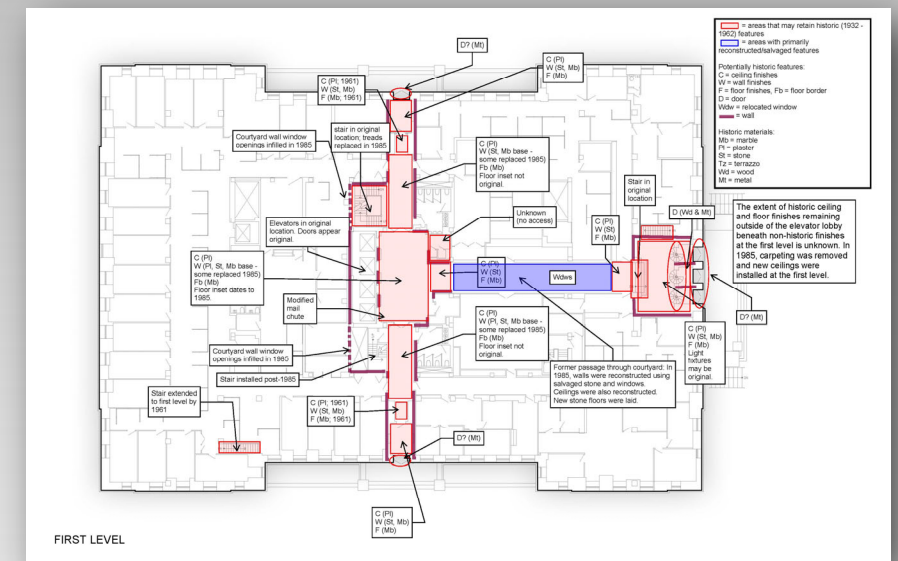 = areas that may retain historic (1932 -
1962) features
= areas with primarily
reconstructed/salvaged features
Potentially historic features:
C = ceiling finishes
W = wall finishes
F = floor finishes, Fb = floor border
D = door
Wdw = relocated window
= wall
Historic materials:
Mb = marble
Pl = plaster
St = stone
Tz = terrazzo
Wd = wood
Mt = metal
D? (Mt)
C (Pl)
W (St, Mb)
F (Mb)
C (Pl; 1961)
W (St, Mb)
F (Mb; 1961)
Courtyard wall window
openings infilled in 1985
stair in original
location; treads
replaced in 1985
C (Pl)
W (St, Mb base -
some replaced 1985)
Fb (Mb)
Floor inset not
original.
Stair in
original
location
D (Wd & Mt)
The extent of historic ceiling
and floor finishes remaining
outside of the elevator lobby
beneath non-historic finishes
at the first level is unknown. In
1985, carpeting was removed
and new ceilings were
installed at the first level.
Elevators in original
location. Doors appear
original.
Unknown
(no access)
C (Pl)
W (St)
F (Mb)
C (Pl)
W (Pl, St, Mb base -
some replaced 1985)
Fb (Mb)
Floor inset dates to
1985.
C (Pl)
W (St)
F (Mb)
Wdws
Modified
mail
chute
C (Pl)
W (Pl, St, Mb base -
some replaced 1985)
Fb (Mb)
Floor inset not
original.
D? (Mt)
C (Pl)
W (St, Mb)
F (Mb)
Light
fixtures
may be
original.
Courtyard wall window
openings infilled in 1985
Stair installed post-1985
Former passage through courtyard: In
1985, walls were reconstructed using
salvaged stone and windows.
Ceilings were also reconstructed.
New stone floors were laid.
Stair extended
to first level by
1961
C (Pl; 1961)
W (St, Mb)
F (Mb; 1961)
D? (Mt)
C (Pl)
W (St, Mb)
F (Mb)
FIRST LEVEL